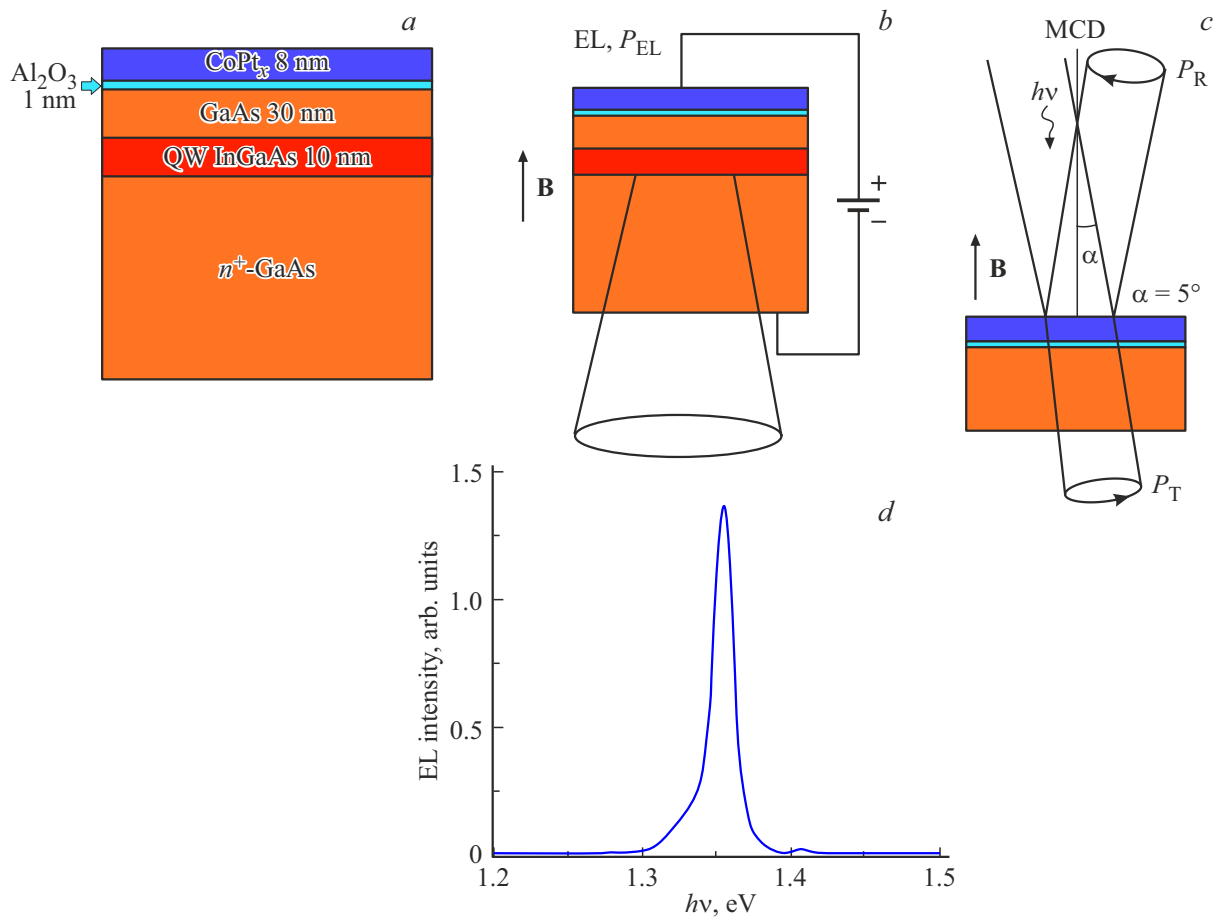 a
CoPtx 8 nm
Al2O3
1 nm
GaAs 30 nm
QW InGaAs 10 nm
n+-GaAs
b
EL, PEL
B
+
−
c
MCD
PR
hν
B
α
α = 5°
PT
d
EL intensity, arb. units
1.5
1.0
0.5
0
1.2
1.3
1.4
1.5
hν, eV